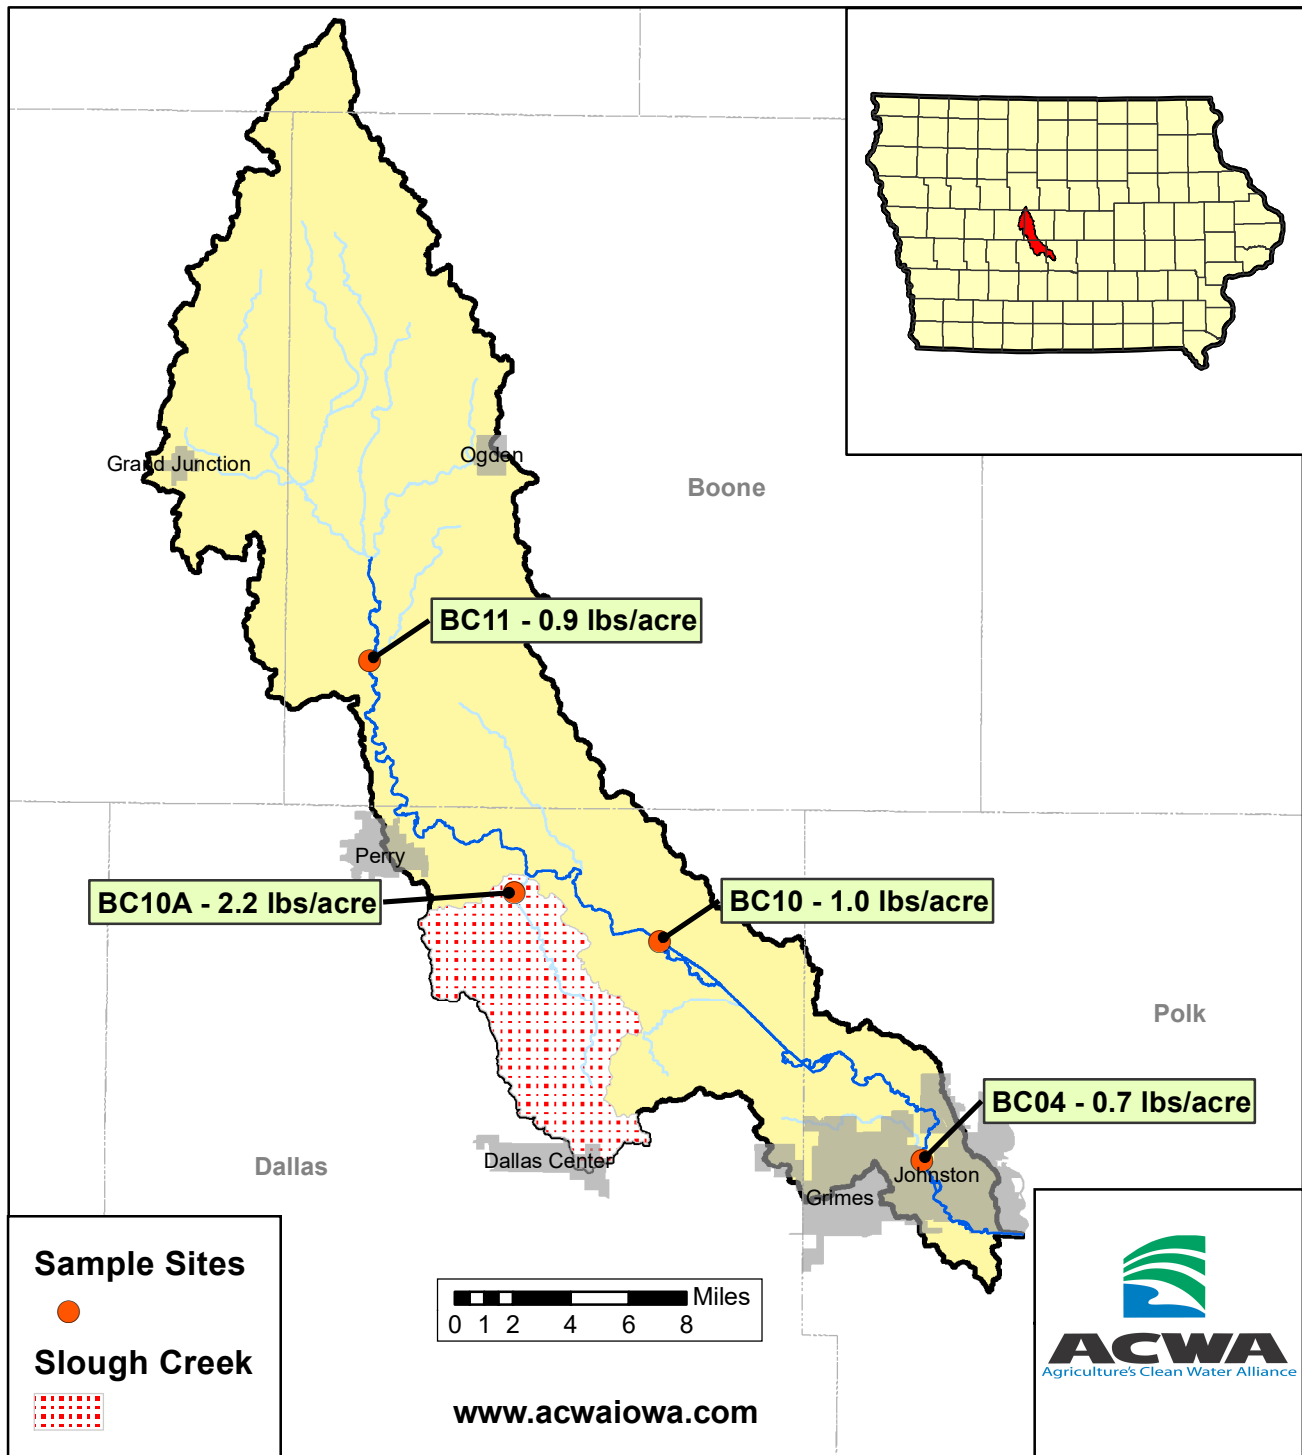 Grand Junction
Ogden
Boone
BC11 - 0.9 lbs/acre
Perry
BC10A - 2.2 lbs/acre
BC10 - 1.0 lbs/acre
Polk
BC04 - 0.7 lbs/acre
Dallas
Dallas Center
Johnston
Grimes
Sample Sites
Slough Creek
Miles
0 1 2 4 6 8
www.acwaiowa.com
ACWA
Agriculture's Clean Water Alliance